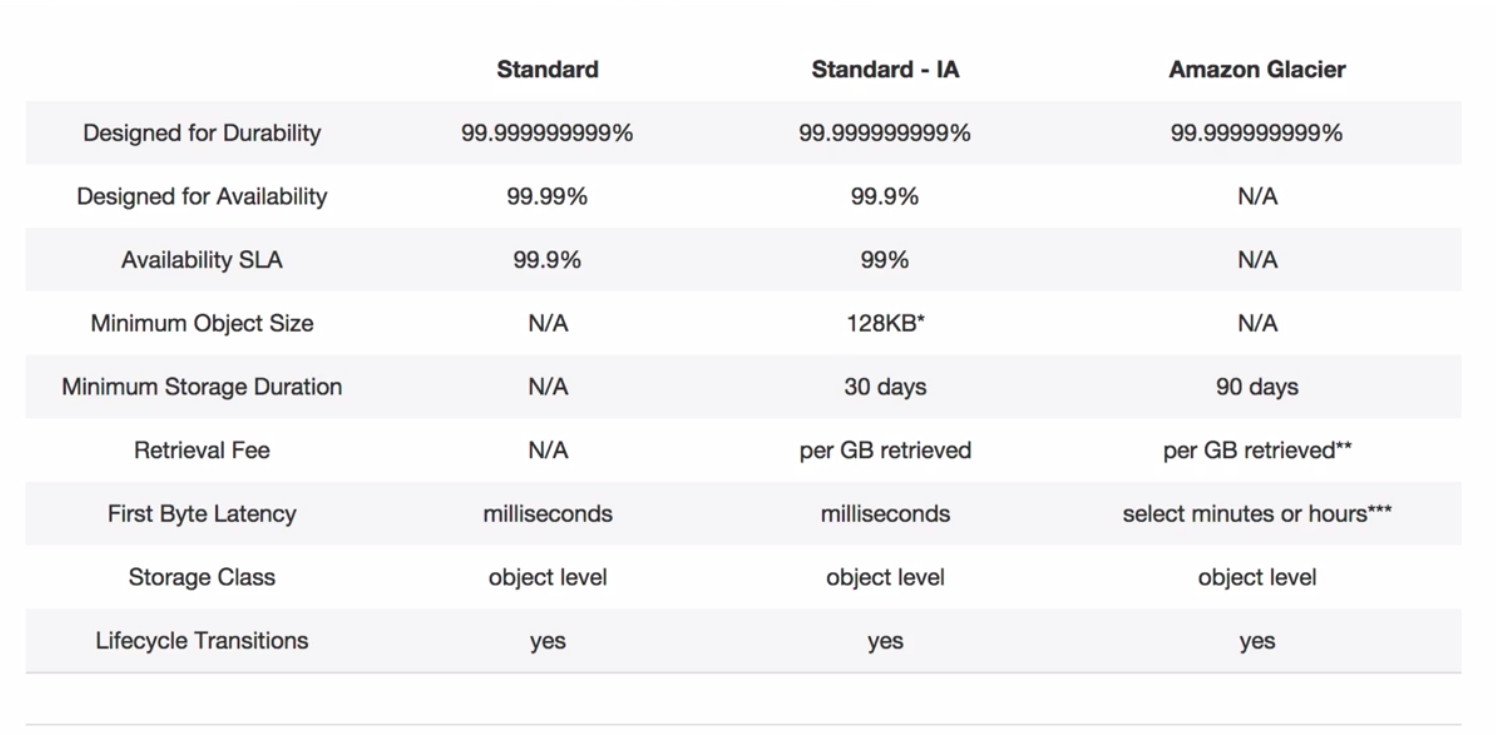 Standard Standard - IA Amazon Glacier
Designed for Durability 99.999999999% 99.999999999% 99.999999999%
Designed for Availability 99.99% 99.9% N/A
Availability SLA 99.9% 99% N/A
Minimum Object Size N/A 128KB* N/A
Minimum Storage Duration N/A 30 days 90 days
Retrieval Fee N/A per GB retrieved per GB retrieved**
First Byte Latency milliseconds milliseconds select minutes or hours***
Storage Class object level object level object level
Lifecycle Transitions yes yes yes